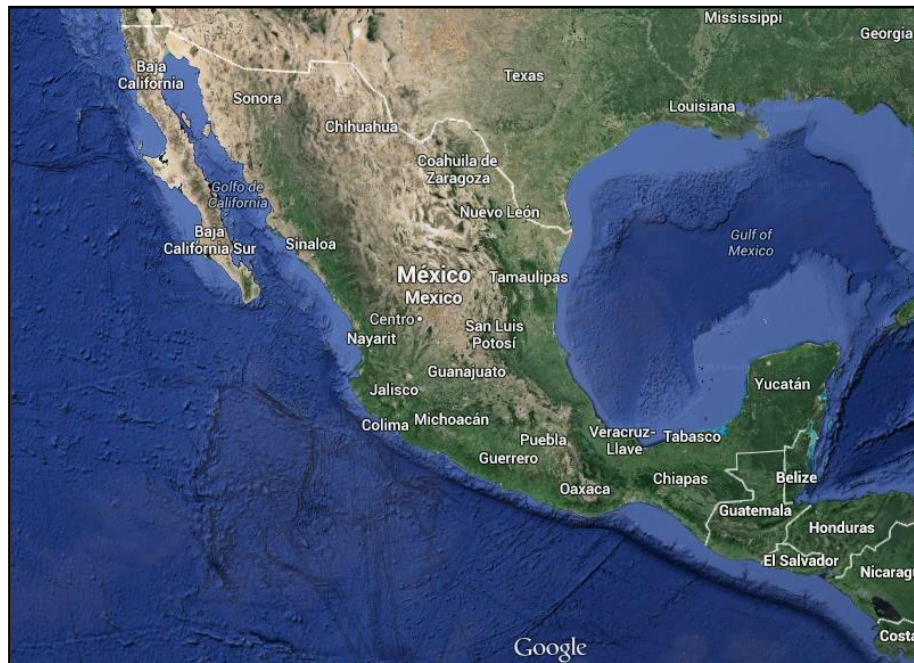 Mississippi
Georgia
Baja
California
Texas
Sonora
Louisiana
Chihuahua
Coahuila de
Zaragoza
Golfo de
California
Nuevo León
Baja
California Sur
Sinaloa
Gulf of
Mexico
México
Mexico
Tamaulipas
Centro
San Luis
Potosí
Nayarit
Guanajuato
Yucatán
Jalisco
Colima
Michoacán
Puebla
Veracruz-
Llave
Tabasco
Guerrero
Oaxaca
Chiapas
Belize
Guatemala
Honduras
El Salvador
Nicaragu
Costa
Google